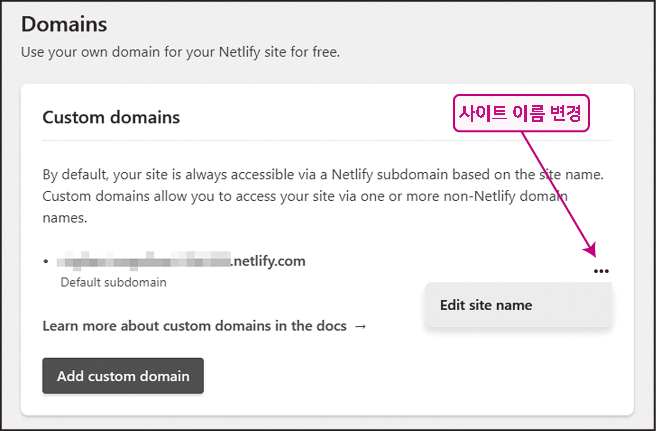 Domains
Use your own domain for your Netlify site for free.
사이트 이름 변경
Custom domains
By default, your site is always accessible via a Netlify subdomain based on the site name.
Custom domains allow you to access your site via one or more non-Netlify domain
names.
• .netlify.com
Default subdomain
Edit site name
Learn more about custom domains in the docs →
Add custom domain